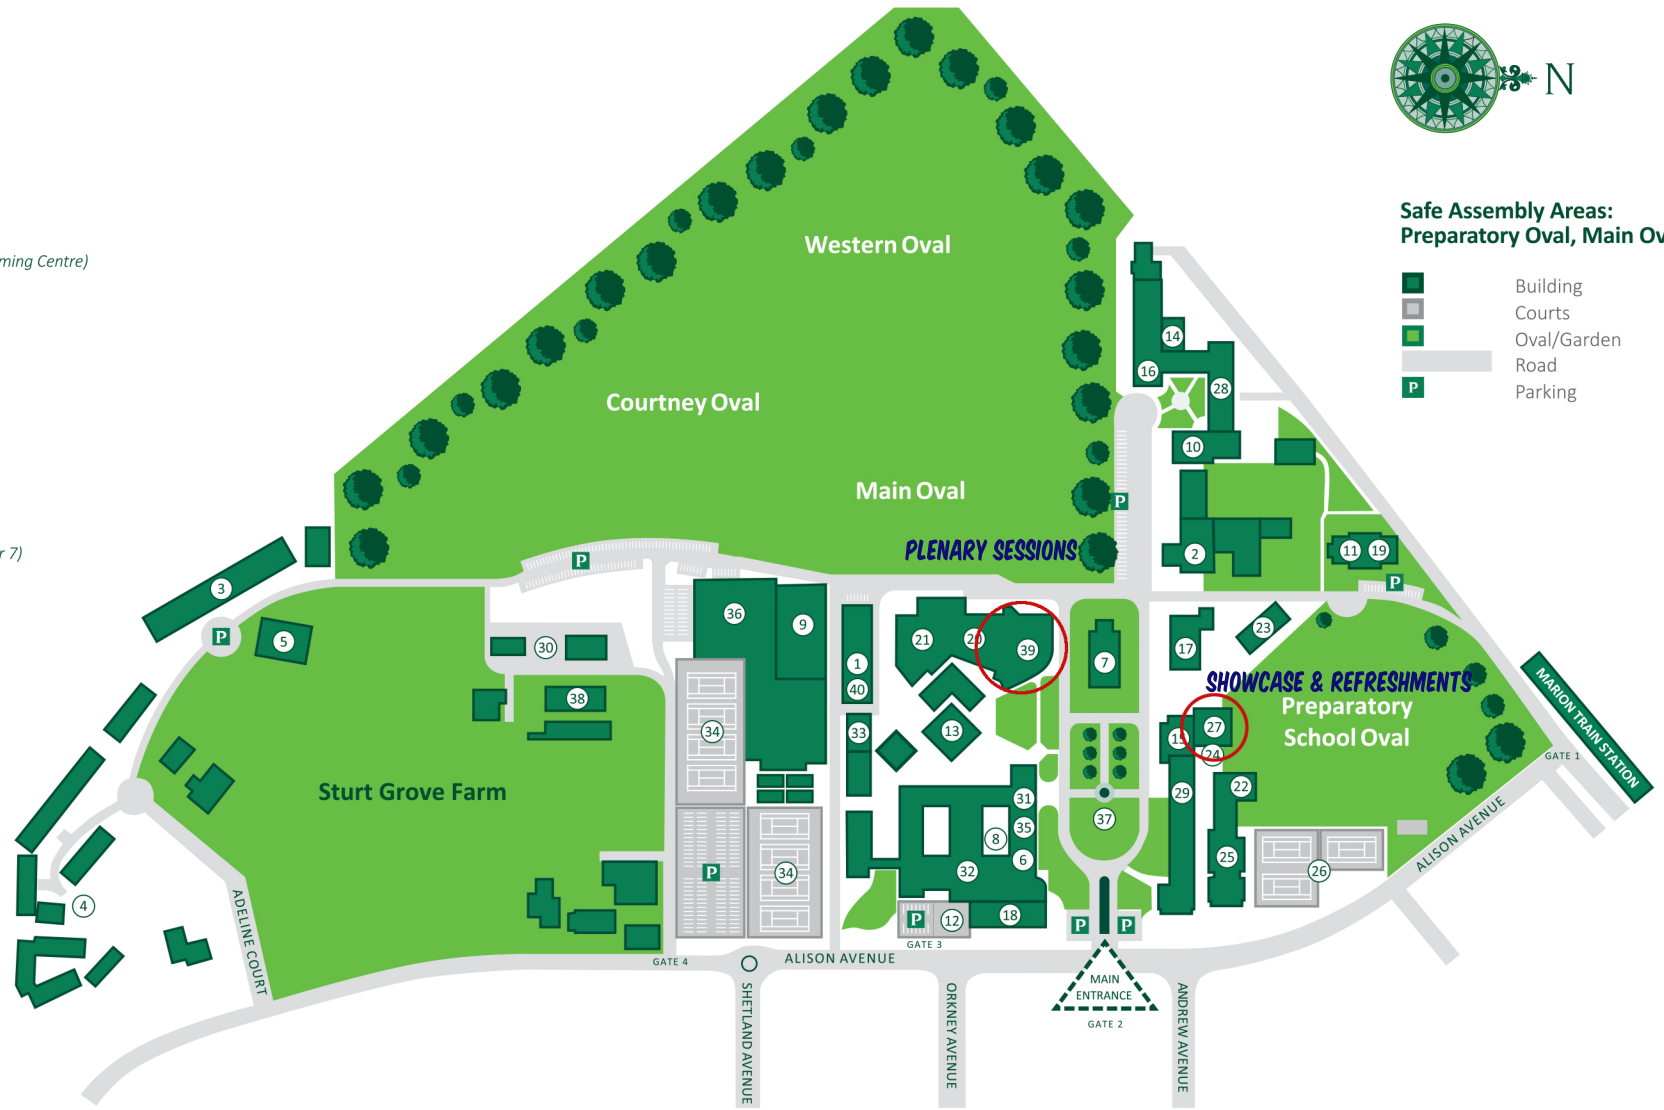 N
Safe Assembly Areas:
Preparatory Oval, Main Ov
Building
Courts
Oval/Garden
Road
P
Parking
ming Centre)
r 7)
Western Oval
Courtney Oval
Main Oval
PLENARY SESSIONS
SHOWCASE & REFRESHMENTS
Preparatory
School Oval
Sturt Grove Farm
MARION TRAIN STATION
GATE 1
ALISON AVENUE
ADELINE COURT
GATE 4
GATE 3
ALISON AVENUE
MAIN
ENTRANCE
GATE 2
SHETLAND AVENUE
ORKNEY AVENUE
ANDREW AVENUE
14
16
28
10
P
2
11
19
P
P
3
P
5
30
38
36
9
1
40
33
34
34
P
21
20
39
13
7
17
23
27
15
24
29
22
25
26
31
35
8
6
32
18
12
P
37
P
P
4